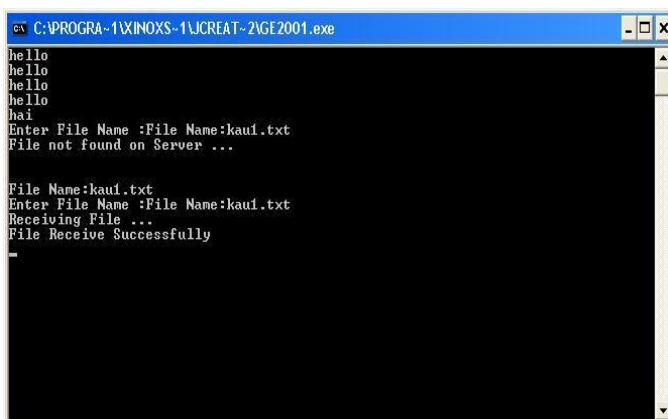 C:\PROGRA~1\XINOXS~1\JCREAT~2\GE2001.exe
hello
hello
hello
hello
hai
Enter File Name :File Name:kau1.txt
File not found on Server ...
File Name:kau1.txt
Enter File Name :File Name:kau1.txt
Receiving File ...
File Receive Successfully